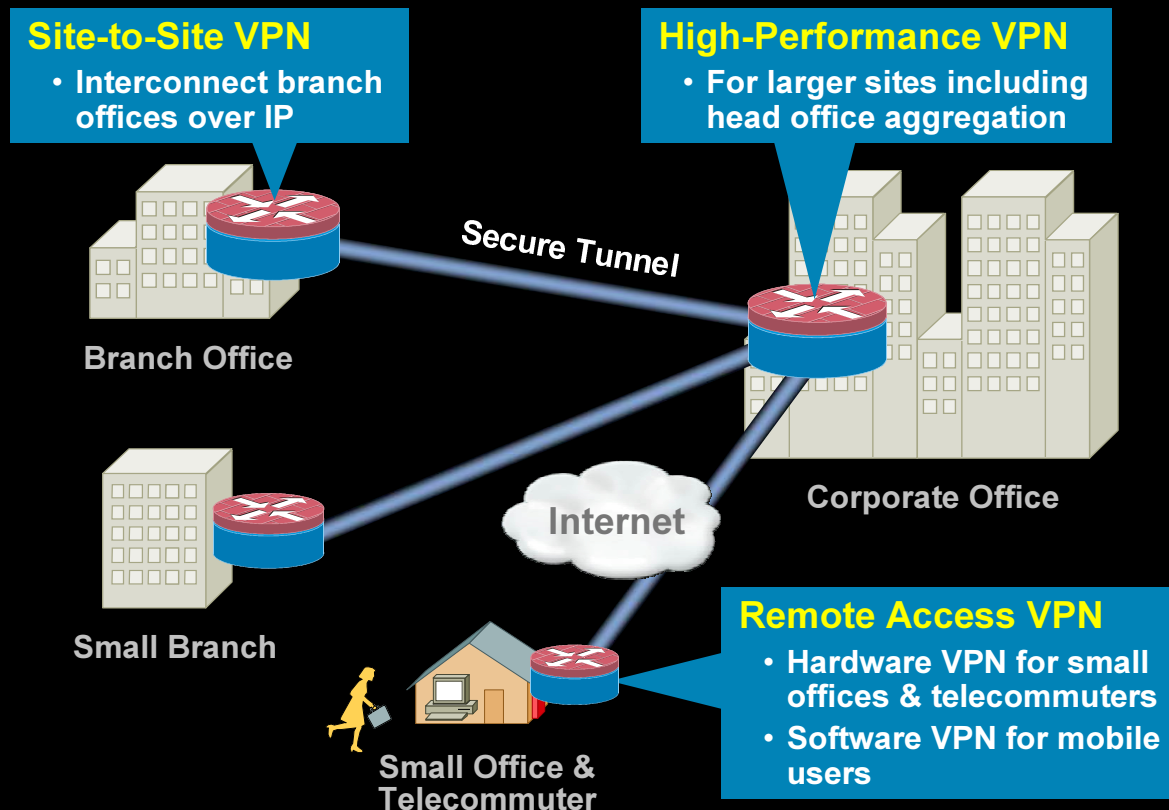 Site-to-Site VPN
• Interconnect branch
offices over IP
High-Performance VPN
• For larger sites including
head office aggregation
Secure Tunnel
Branch Office
Corporate Office
Internet
Small Branch
Remote Access VPN
• Hardware VPN for small
offices & telecommuters
• Software VPN for mobile
users
Small Office &
Telecommuter